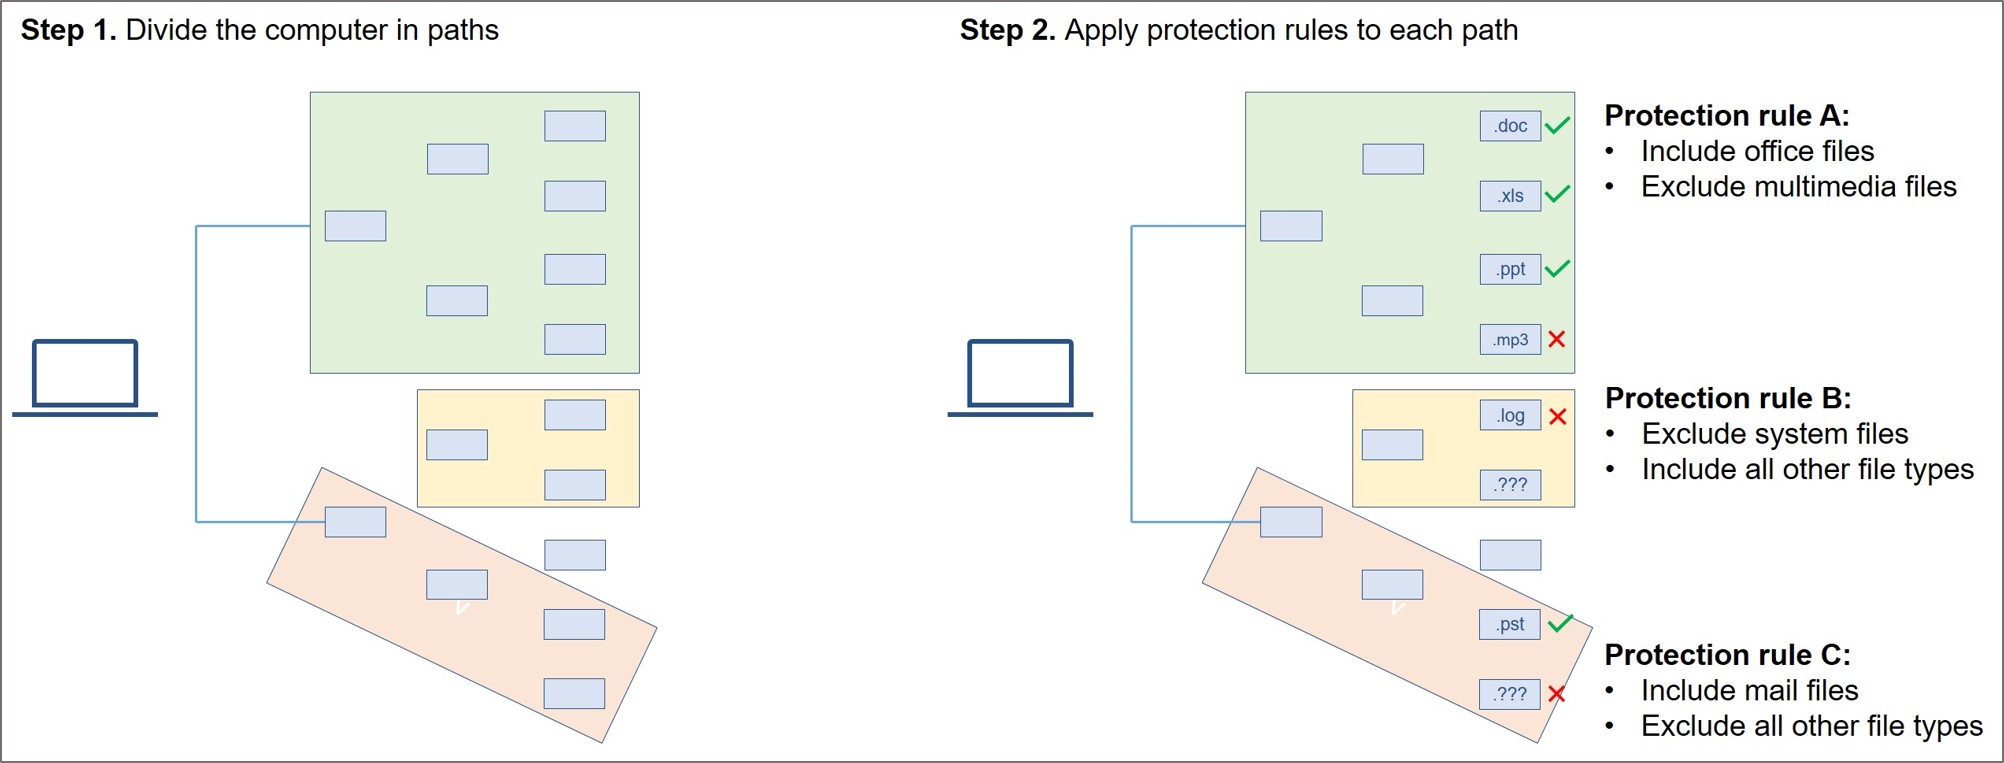 Step 1. Divide the computer in paths
Step 2. Apply protection rules to each path
.doc
.xls
.ppt
.mp3
Protection rule A:
• Include office files
• Exclude multimedia files
.log
.???
Protection rule B:
• Exclude system files
• Include all other file types
.pst
.???
Protection rule C:
• Include mail files
• Exclude all other file types